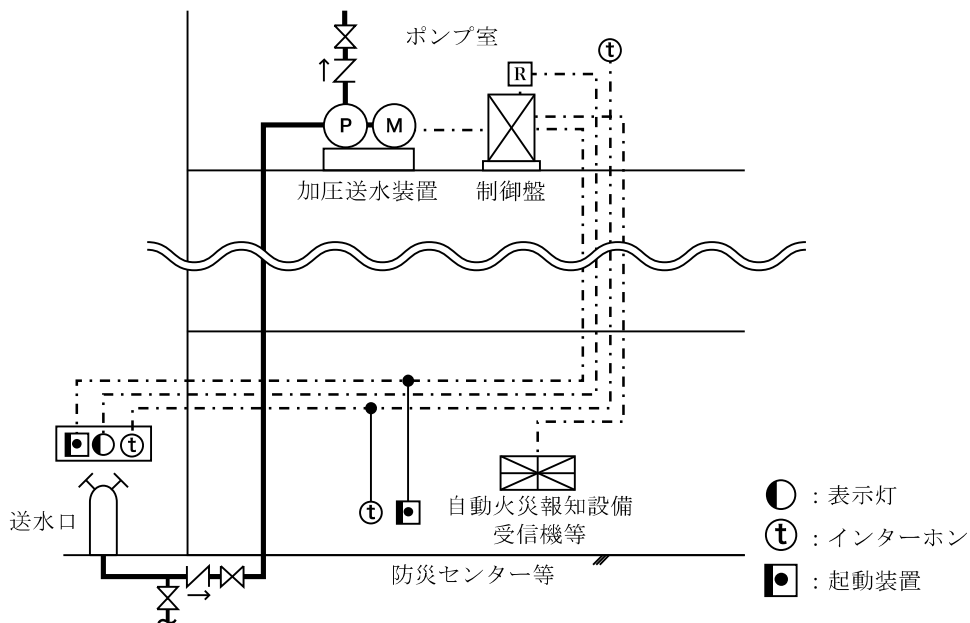 ポンプ室
t
R
P
M
加圧送水装置
制御盤
t
送水口
t
自動火災報知設備
受信機等
防災センター等
：表示灯
t ：インターホン
：起動装置